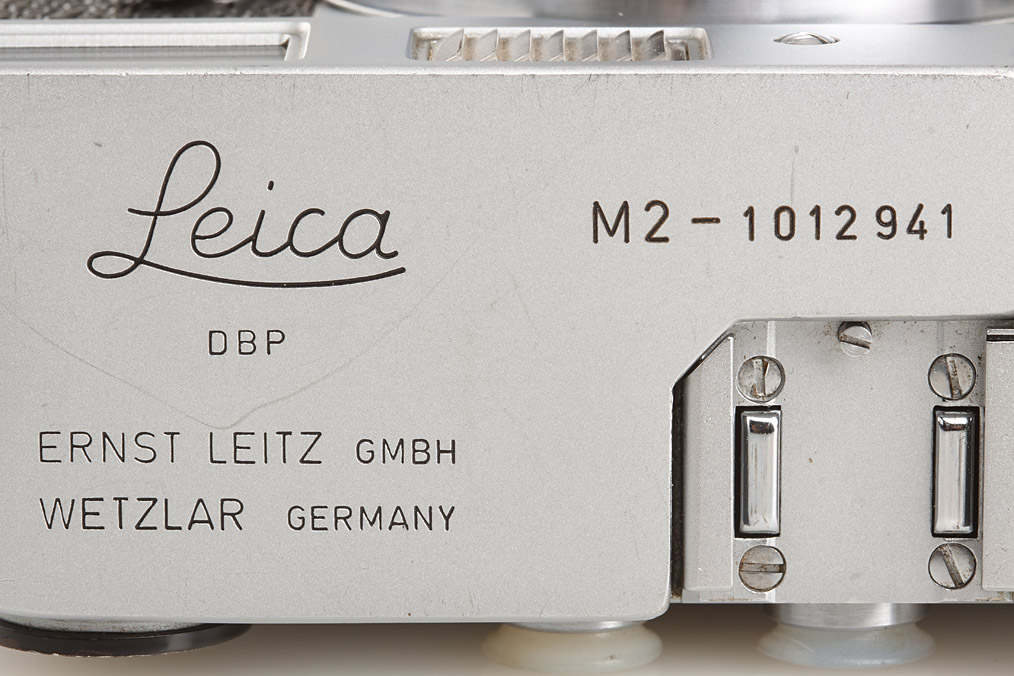 Leica
DBP
ERNST LEITZ GMBH
WETZLAR GERMANY
M2-1012941